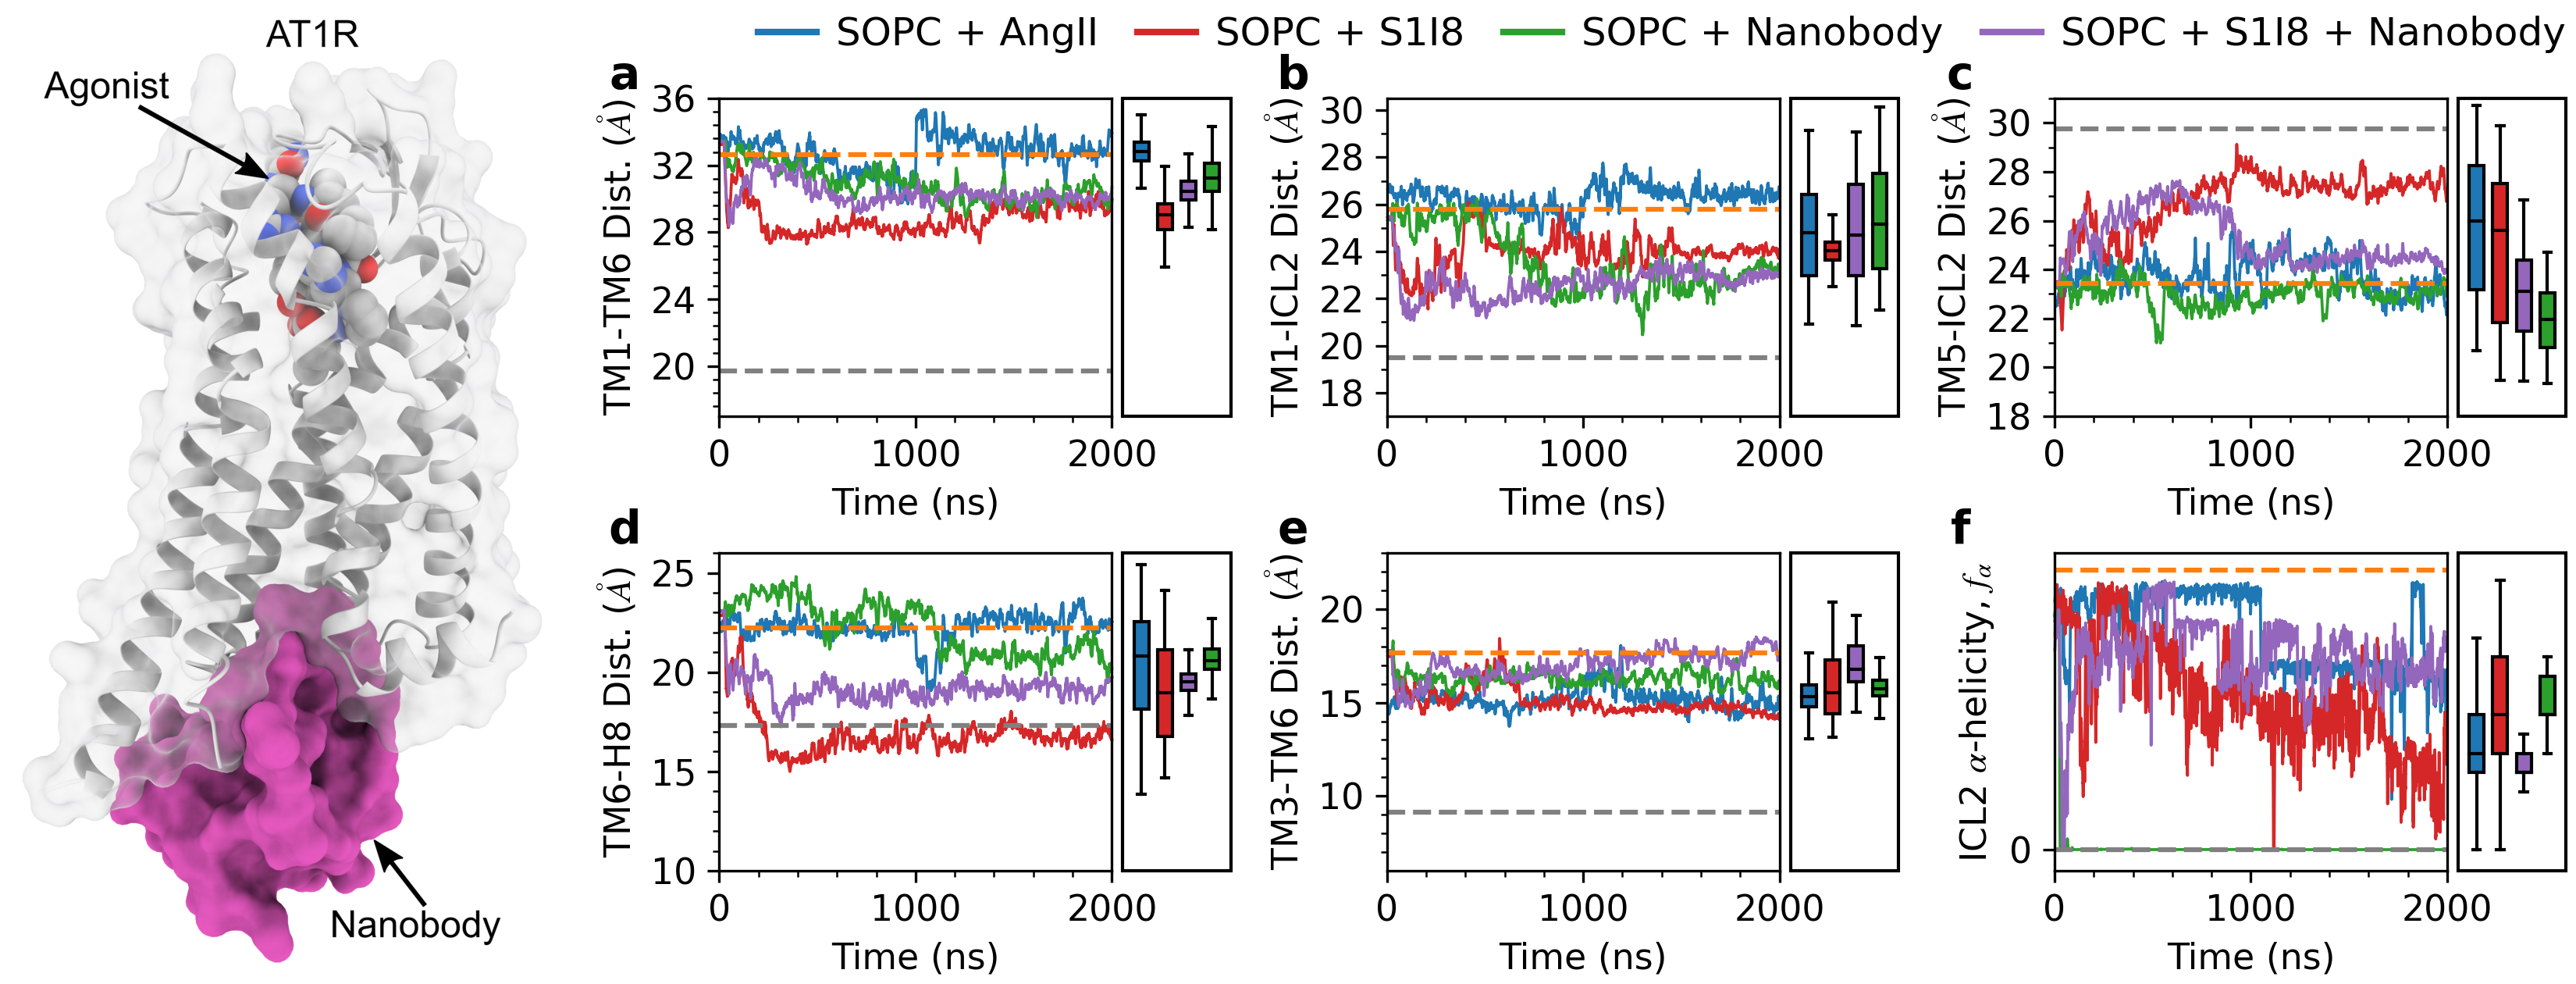 AT1R
Agonist
Nanobody
SOPC + AngII
SOPC + S1I8
SOPC + Nanobody
SOPC + S1I8 + Nanobody
a
TM1-TM6 Dist. (Å)
36
32
28
24
20
0 1000 2000
Time (ns)
b
TM1-ICL2 Dist. (Å)
30
28
26
24
22
20
18
0 1000 2000
Time (ns)
c
TM5-ICL2 Dist. (Å)
30
28
26
24
22
20
18
0 1000 2000
Time (ns)
d
TM6-H8 Dist. (Å)
25
20
15
10
0 1000 2000
Time (ns)
e
TM3-TM6 Dist. (Å)
20
15
10
0 1000 2000
Time (ns)
f
ICL2 α-helicity, fα
0
0 1000 2000
Time (ns)